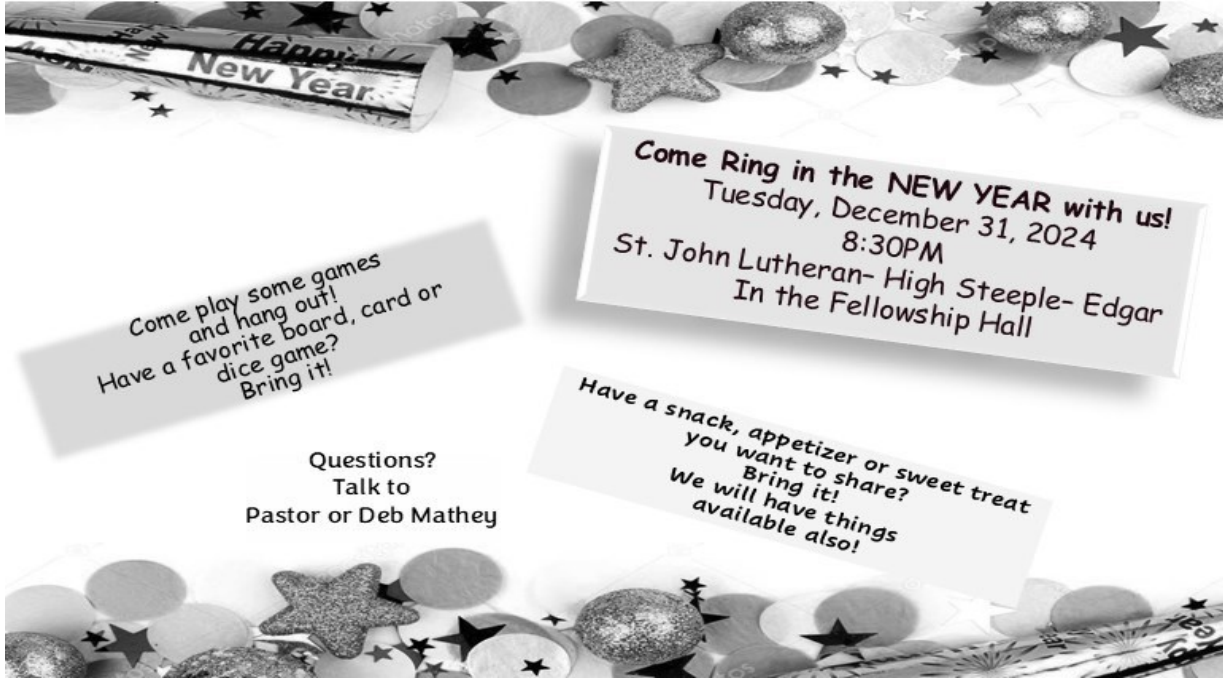 Happy
New Year
Come Ring in the NEW YEAR with us!
Tuesday, December 31, 2024
8:30PM
St. John Lutheran– High Steeple– Edgar
In the Fellowship Hall
Come play some games
and hang out!
Have a favorite board, card or
dice game?
Bring it!
Have a snack, appetizer or sweet treat
you want to share?
Bring it!
We will have things
available also!
Questions?
Talk to
Pastor or Deb Mathey